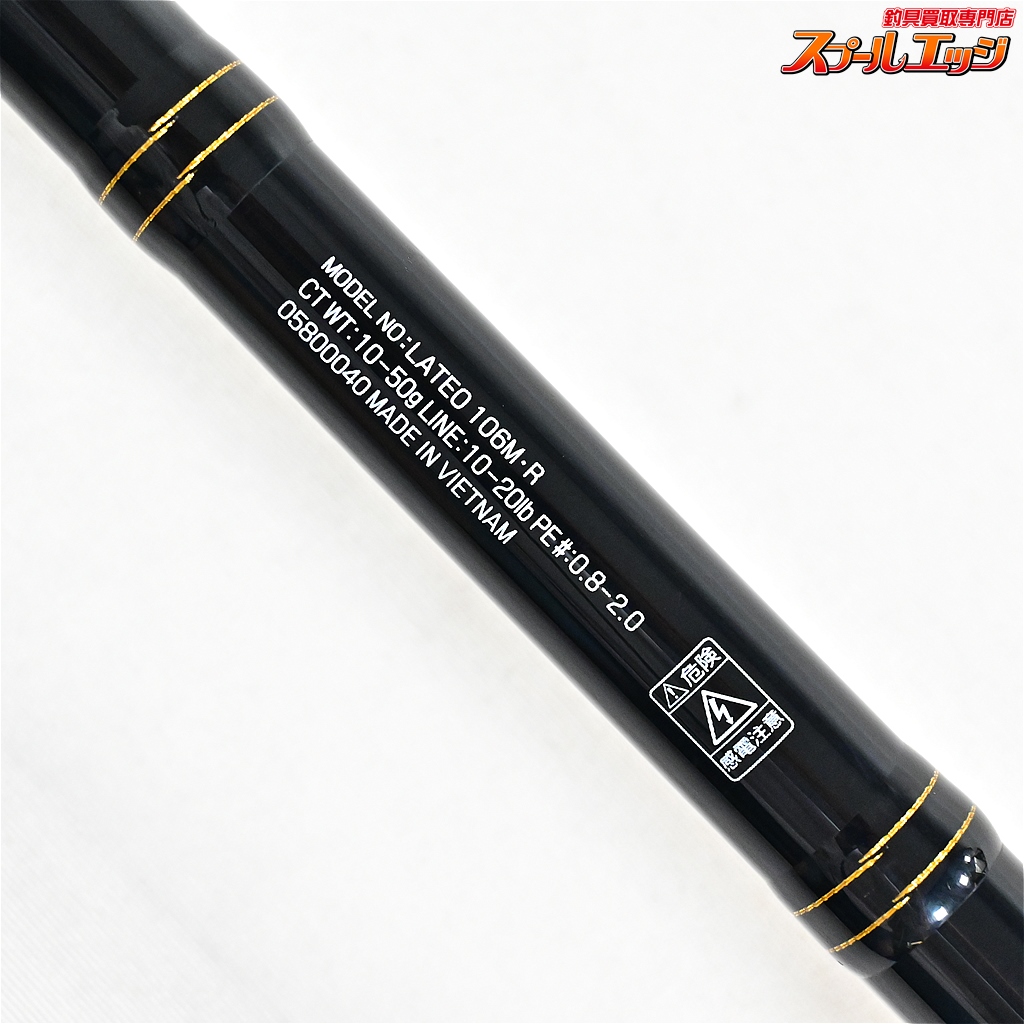 釣具買取専門店
スプールエッジ
MODEL NO:LATEO 106M·R
CT WT:10-50g LINE:10-20lb PE#:0.8-2.0
05800040 MADE IN VIETNAM
危険
感電注意